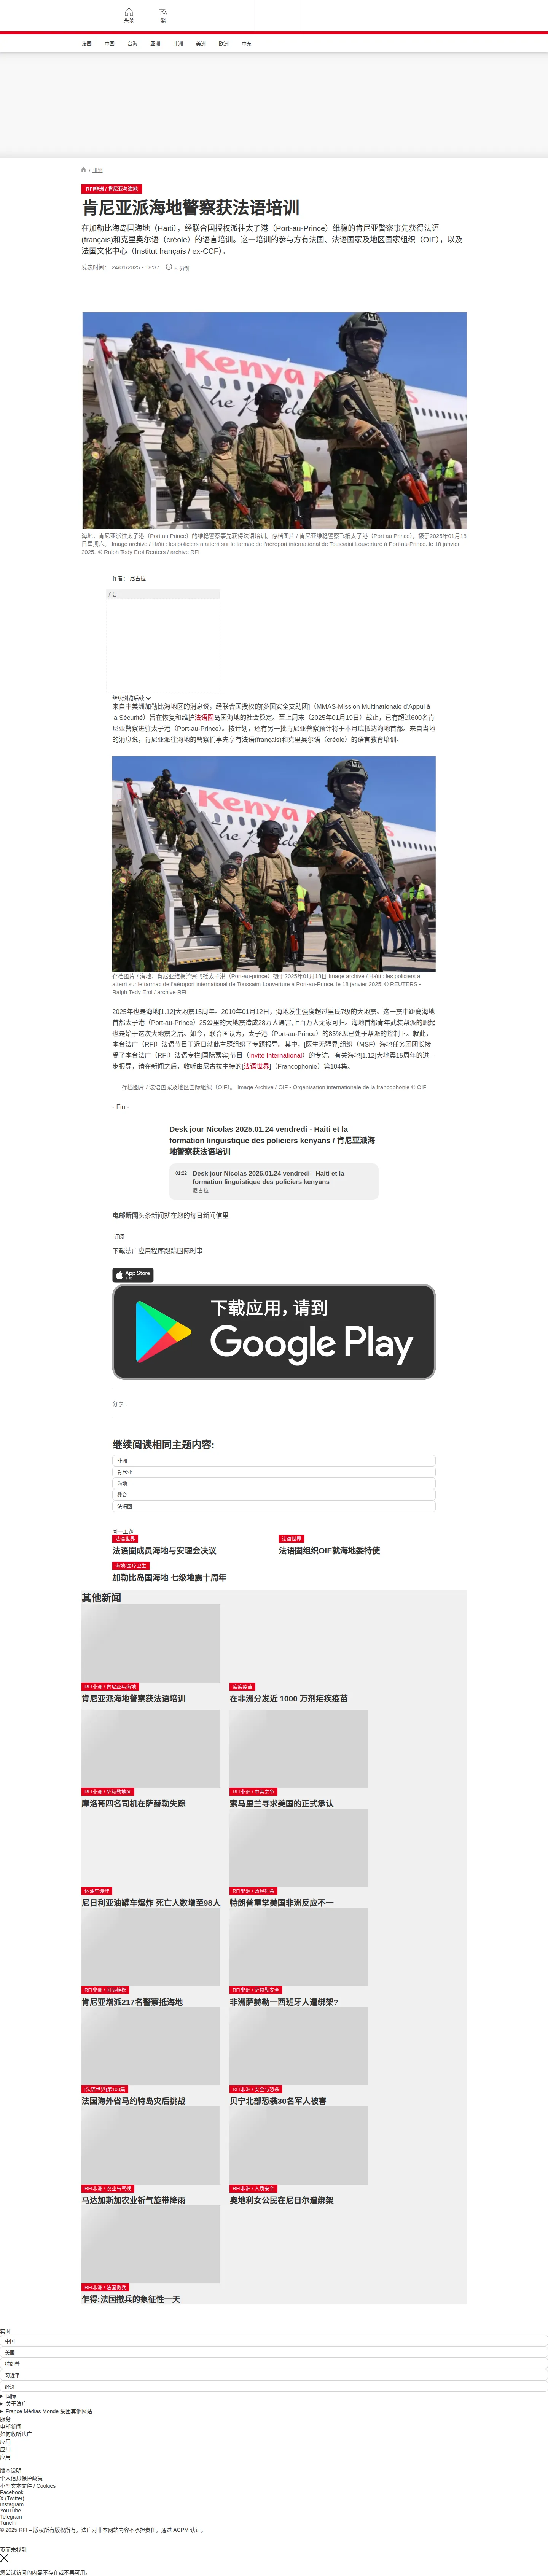 头条
繁
法国
中国
台海
亚洲
非洲
美洲
欧洲
中东
/ 非洲
RFI非洲 / 肯尼亚与海地
肯尼亚派海地警察获法语培训
在加勒比海岛国海地（Haïti），经联合国授权派往太子港（Port-au-Prince）维稳的肯尼亚警察事先获得法语
(français)和克里奥尔语（créole）的语言培训。这一培训的参与方有法国、法语国家及地区国家组织（OIF），以及
法国文化中心（Institut français / ex-CCF）。
发表时间： 24/01/2025 - 18:37
6 分钟
Kenya Airways
海地：肯尼亚派往太子港（Port au Prince）的维稳警察事先获得法语培训。存档图片 / 肯尼亚维稳警察飞抵太子港（Port au Prince），摄于2025年01月18
日星期六。 Image archive / Haïti : les policiers a atterri sur le tarmac de l'aéroport international de Toussaint Louverture à Port-au-Prince. le 18 janvier
2025. © Ralph Tedy Erol Reuters / archive RFI
作者： 尼古拉
广告
继续浏览后续
来自中美洲加勒比海地区的消息说，经联合国授权的[多国安全支助团]（MMAS-Mission Multinationale d'Appui à
la Sécurité）旨在恢复和维护法语圈岛国海地的社会稳定。至上周末（2025年01月19日）截止，已有超过600名肯
尼亚警察进驻太子港（Port-au-Prince）。按计划，还有另一批肯尼亚警察预计将于本月底抵达海地首都。来自当地
的消息说，肯尼亚派往海地的警察们事先享有法语(français)和克里奥尔语（créole）的语言教育培训。
Kenya Airways
存档图片 / 海地：肯尼亚维稳警察飞抵太子港（Port-au-prince）摄于2025年01月18日 Image archive / Haïti : les policiers a
atterri sur le tarmac de l'aéroport international de Toussaint Louverture à Port-au-Prince. le 18 janvier 2025. © REUTERS -
Ralph Tedy Erol / archive RFI
2025年也是海地[1.12]大地震15周年。2010年01月12日，海地发生强度超过里氏7级的大地震。这一震中距离海地
首都太子港（Port-au-Prince）25公里的大地震造成28万人遇害,上百万人无家可归。海地首都青年武装帮派的崛起
也是始于这次大地震之后。如今，联合国认为，太子港（Port-au-Prince）的85%现已处于帮派的控制下。就此，
本台法广（RFI）法语节目于近日就此主题组织了专题报导。其中，[医生无疆界]组织（MSF）海地任务团团长接
受了本台法广（RFI）法语专栏[国际嘉宾]节目（Invité International）的专访。有关海地[1.12]大地震15周年的进一
步报导，请在新闻之后，收听由尼古拉主持的[法语世界]（Francophonie）第104集。
存档图片 / 法语国家及地区国际组织（OIF）。 Image Archive / OIF - Organisation internationale de la francophonie © OIF
- Fin -
Desk jour Nicolas 2025.01.24 vendredi - Haiti et la
formation linguistique des policiers kenyans / 肯尼亚派海
地警察获法语培训
01:22
Desk jour Nicolas 2025.01.24 vendredi - Haiti et la
formation linguistique des policiers kenyans
尼古拉
电邮新闻头条新闻就在您的每日新闻信里
订阅
下载法广应用程序跟踪国际时事
App Store
下载
下载应用，请到
Google Play
分享 :
继续阅读相同主题内容:
非洲
肯尼亚
海地
教育
法语圈
同一主题
法语世界
法语圈成员海地与安理会决议
法语世界
法语圈组织OIF就海地委特使
海地/医疗卫生
加勒比岛国海地 七级地震十周年
其他新闻
RFI非洲 / 肯尼亚与海地
肯尼亚派海地警察获法语培训
疟疾疫苗
在非洲分发近 1000 万剂疟疾疫苗
RFI非洲 / 萨赫勒地区
摩洛哥四名司机在萨赫勒失踪
RFI非洲 / 中美之争
索马里兰寻求美国的正式承认
运油车爆炸
尼日利亚油罐车爆炸 死亡人数增至98人
RFI非洲 / 政经社会
特朗普重掌美国非洲反应不一
RFI非洲 / 国际维稳
肯尼亚增派217名警察抵海地
RFI非洲 / 萨赫勒安全
非洲萨赫勒一西班牙人遭绑架?
[法语世界]第103集
法国海外省马约特岛灾后挑战
RFI非洲 / 安全与恐袭
贝宁北部恐袭30名军人被害
RFI非洲 / 农业与气候
马达加斯加农业祈气旋带降雨
RFI非洲 / 人质安全
奥地利女公民在尼日尔遭绑架
RFI非洲 / 法国撤兵
乍得:法国撤兵的象征性一天
实时
中国
美国
特朗普
习近平
经济
国际
关于法广
France Médias Monde 集团其他网站
服务
电邮新闻
如何收听法广
应用
应用
应用
版本说明
个人信息保护政策
小型文本文件 / Cookies
Facebook
X (Twitter)
Instagram
YouTube
Telegram
TuneIn
© 2025 RFI – 版权所有版权所有。法广对非本网站内容不承担责任。通过 ACPM 认证。
页面未找到
您尝试访问的内容不存在或不再可用。